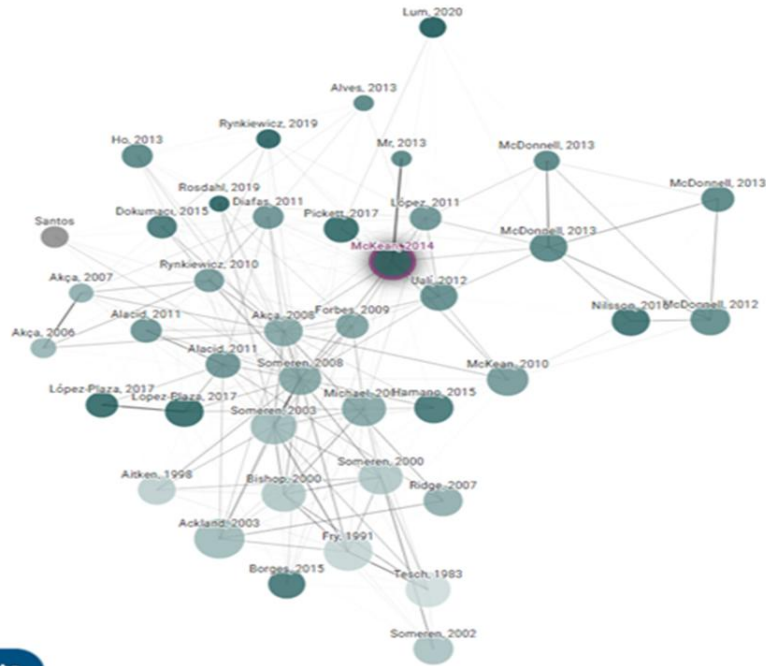 Lum, 2020
Alves, 2013
Rynkiewicz, 2019
Ho, 2013
Mr, 2013
McDonnell, 2013
McDonnell, 2013
Rosdahl, 2019
Dokumacı, 2015
Diafas, 2011
Pickett, 2017
López, 2011
Santos
McDonnell, 2013
McKean, 2014
Rynkiewicz, 2010
Akça, 2007
Ualı, 2012
Nilsson, 2016
McDonnell, 2012
Alacid, 2011
Akça, 2008
Forbes, 2009
Akça, 2006
Alacid, 2011
Someren, 2008
McKean, 2010
López-Plaza, 2017
López-Plaza, 2017
Michael,
Hamano, 2015
Someren, 2003
Aitken, 1998
Bishop, 2000
Someren, 2000
Ridge, 2007
Ackland, 2003
Fry, 1991
Borges, 2015
Tesch, 1983
Someren, 2002